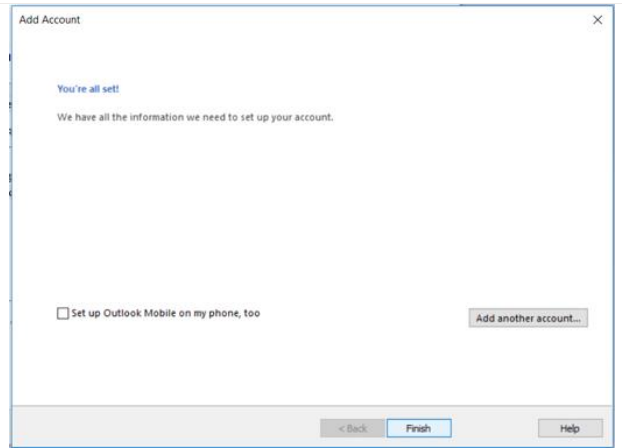 Add Account
You're all set!
We have all the information we need to set up your account.
Set up Outlook Mobile on my phone, too
Add another account...
< Back
Finish
Help